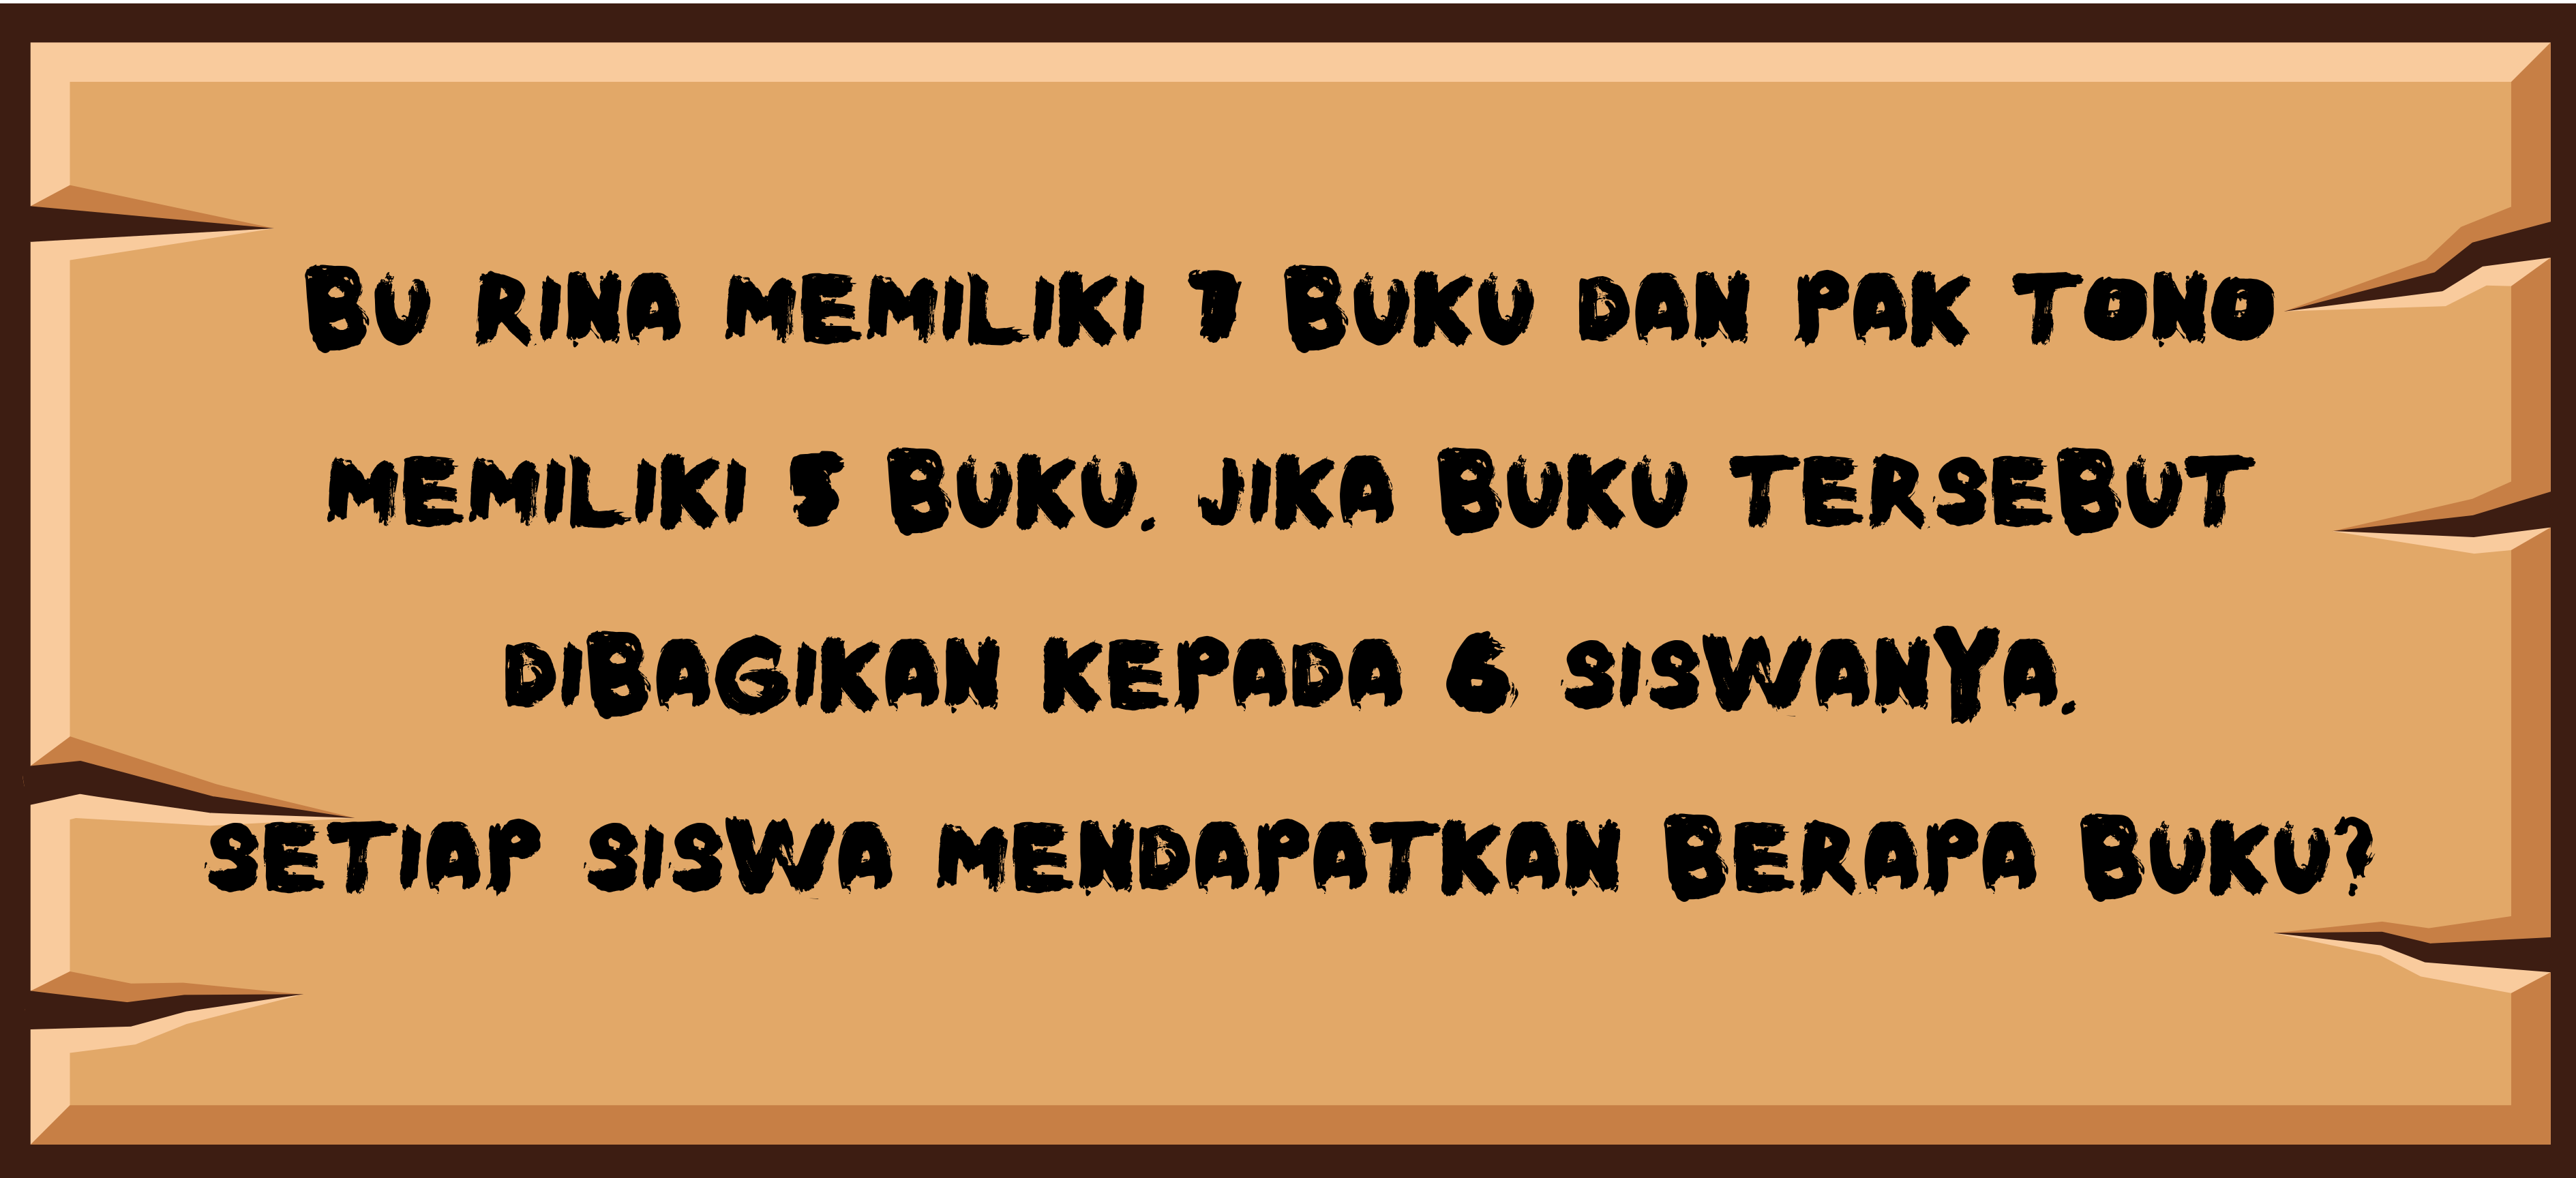 BU RINA MEMILIKI 7 BUKU DAN PAK TONO
MEMILIKI 5 BUKU. JIKA BUKU TERSEBUT
DIBAGIKAN KEPADA 6 SISWANYA.
SETIAP SISWA MENDAPATKAN BERAPA BUKU?